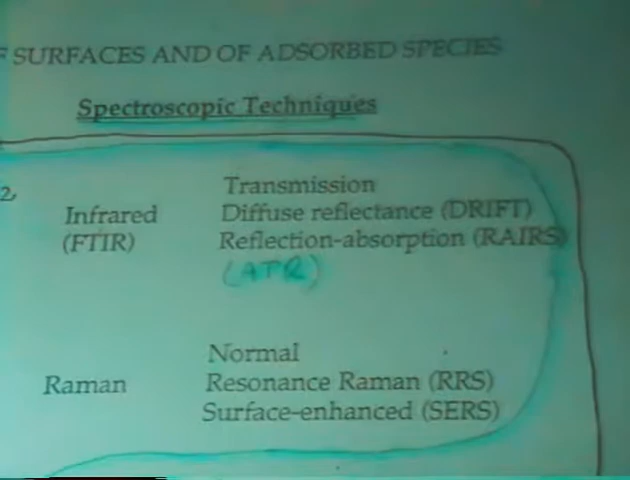 SURFACES AND OF ADSORBED SPECIES
Spectroscopic Techniques
2
Transmission
Infrared Diffuse reflectance (DRIFT)
(FTIR) Reflection-absorption (RAIRS)
(ATR)
Normal
Raman Resonance Raman (RRS)
Surface-enhanced (SERS)